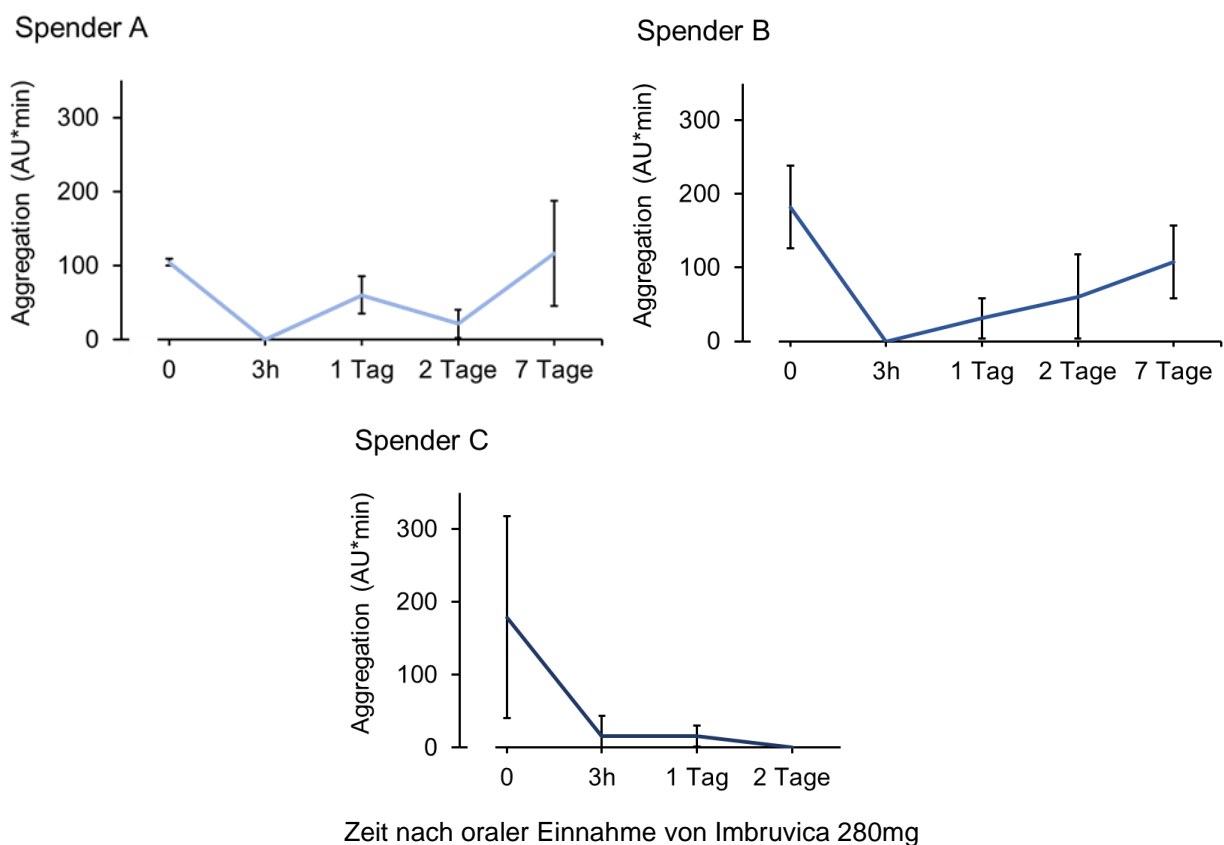 Spender A
Aggregation (AU*min)
300
200
100
0
0 3h 1 Tag 2 Tage 7 Tage
Spender B
Aggregation (AU*min)
300
200
100
0
0 3h 1 Tag 2 Tage 7 Tage
Spender C
Aggregation (AU*min)
300
200
100
0
0 3h 1 Tag 2 Tage
Zeit nach oraler Einnahme von Imbruvica 280mg